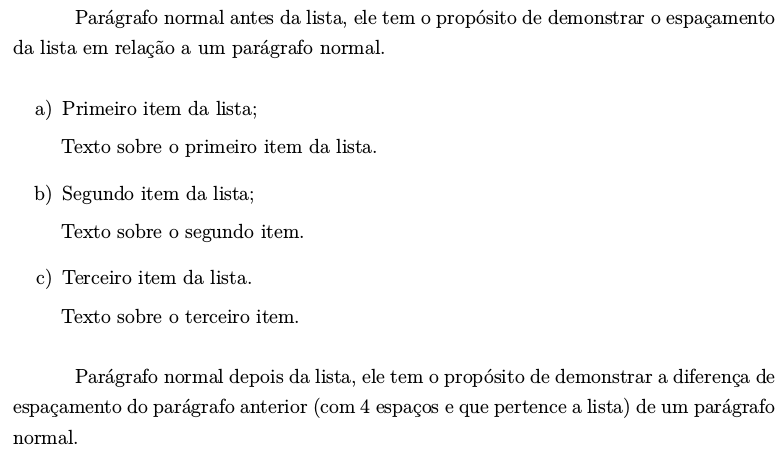 Parágrafo normal antes da lista, ele tem o propósito de demonstrar o espaçamento
da lista em relação a um parágrafo normal.
a) Primeiro item da lista;
Texto sobre o primeiro item da lista.
b) Segundo item da lista;
Texto sobre o segundo item.
c) Terceiro item da lista.
Texto sobre o terceiro item.
Parágrafo normal depois da lista, ele tem o propósito de demonstrar a diferença de
espaçamento do parágrafo anterior (com 4 espaços e que pertence a lista) de um parágrafo
normal.